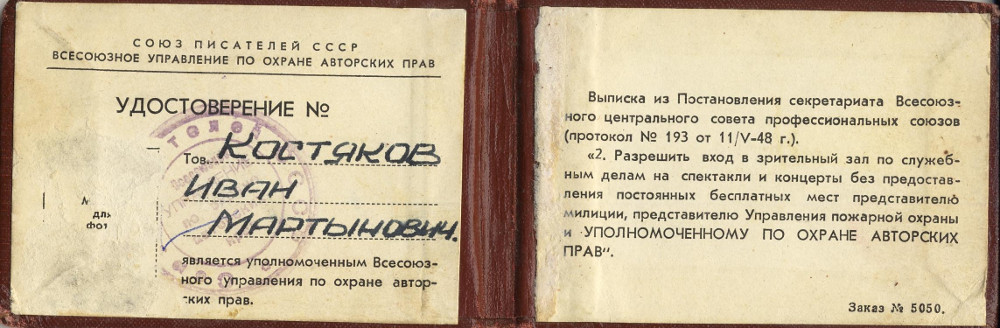 СОЮЗ ПИСАТЕЛЕЙ СССР
ВСЕСОЮЗНОЕ УПРАВЛЕНИЕ ПО ОХРАНЕ АВТОРСКИХ ПРАВ
УДОСТОВЕРЕНИЕ №
Тов. Костяков
Иван
Мартынович.
является уполномоченным Всесоюз-
ного управления по охране автор-
ских прав.
Выписка из Постановления секретариата Всесоюз-
ного центрального совета профессиональных союзов
(протокол № 193 от 11/V-48 г.).
«2. Разрешить вход в зрительный зал по служеб-
ным делам на спектакли и концерты без предостав-
ления постоянных бесплатных мест представителю
милиции, представителю Управления пожарной охраны
и УПОЛНОМОЧЕННОМУ ПО ОХРАНЕ АВТОРСКИХ
ПРАВ".
Заказ № 5050.